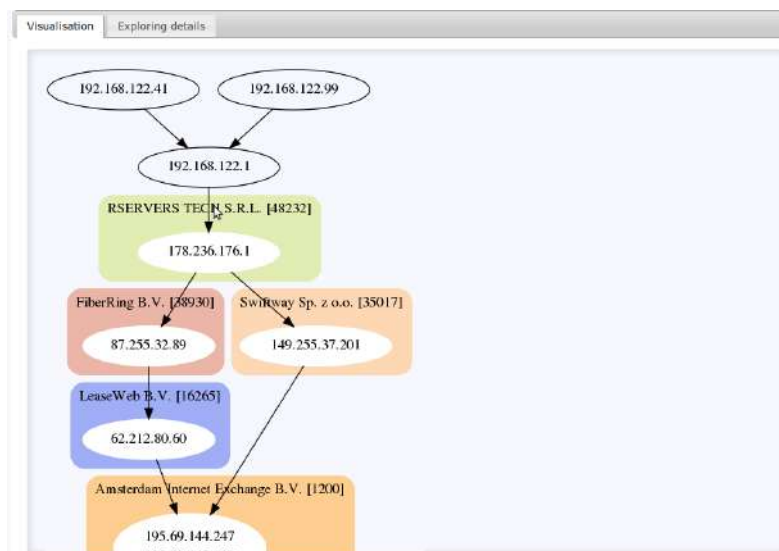 Visualisation
Exploring details
192.168.122.41
192.168.122.99
192.168.122.1
RSERVERS TECH S.R.L. [48232]
178.236.176.1
FiberRing B.V. [38930]
Swiftway Sp. z o.o. [35017]
87.255.32.89
149.255.37.201
LeaseWeb B.V. [16265]
62.212.80.60
Amsterdam Internet Exchange B.V. [1200]
195.69.144.247